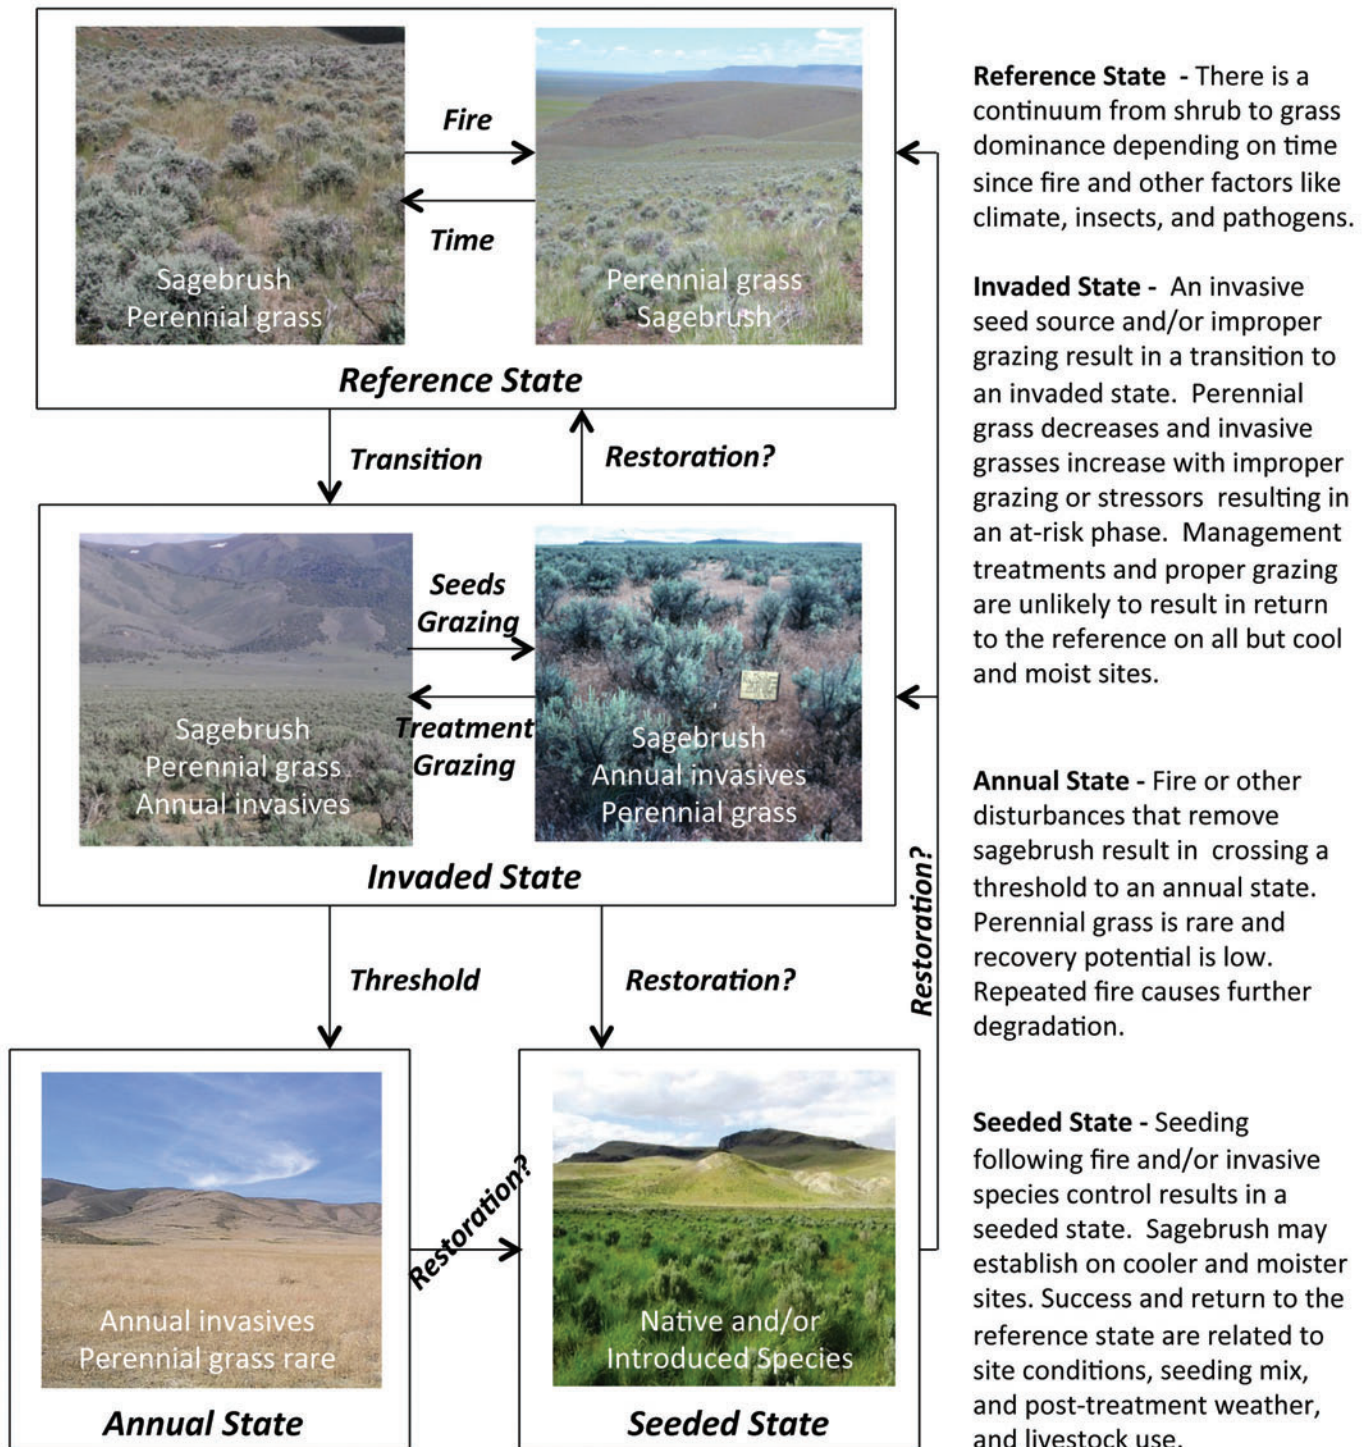 Fire
Time
Sagebrush
Perennial grass
Perennial grass
Sagebrush
Reference State
Transition
Restoration?
Seeds
Grazing
Treatment
Grazing
Sagebrush
Perennial grass
Annual invasives
Sagebrush
Annual invasives
Perennial grass
Invaded State
Threshold
Restoration?
Restoration?
Restoration?
Annual invasives
Perennial grass rare
Annual State
Native and/or
Introduced Species
Seeded State
Reference State - There is a
continuum from shrub to grass
dominance depending on time
since fire and other factors like
climate, insects, and pathogens.
Invaded State - An invasive
seed source and/or improper
grazing result in a transition to
an invaded state. Perennial
grass decreases and invasive
grasses increase with improper
grazing or stressors resulting in
an at-risk phase. Management
treatments and proper grazing
are unlikely to result in return
to the reference on all but cool
and moist sites.
Annual State - Fire or other
disturbances that remove
sagebrush result in crossing a
threshold to an annual state.
Perennial grass is rare and
recovery potential is low.
Repeated fire causes further
degradation.
Seeded State - Seeding
following fire and/or invasive
species control results in a
seeded state. Sagebrush may
establish on cooler and moister
sites. Success and return to the
reference state are related to
site conditions, seeding mix,
and post-treatment weather,
and livestock use.